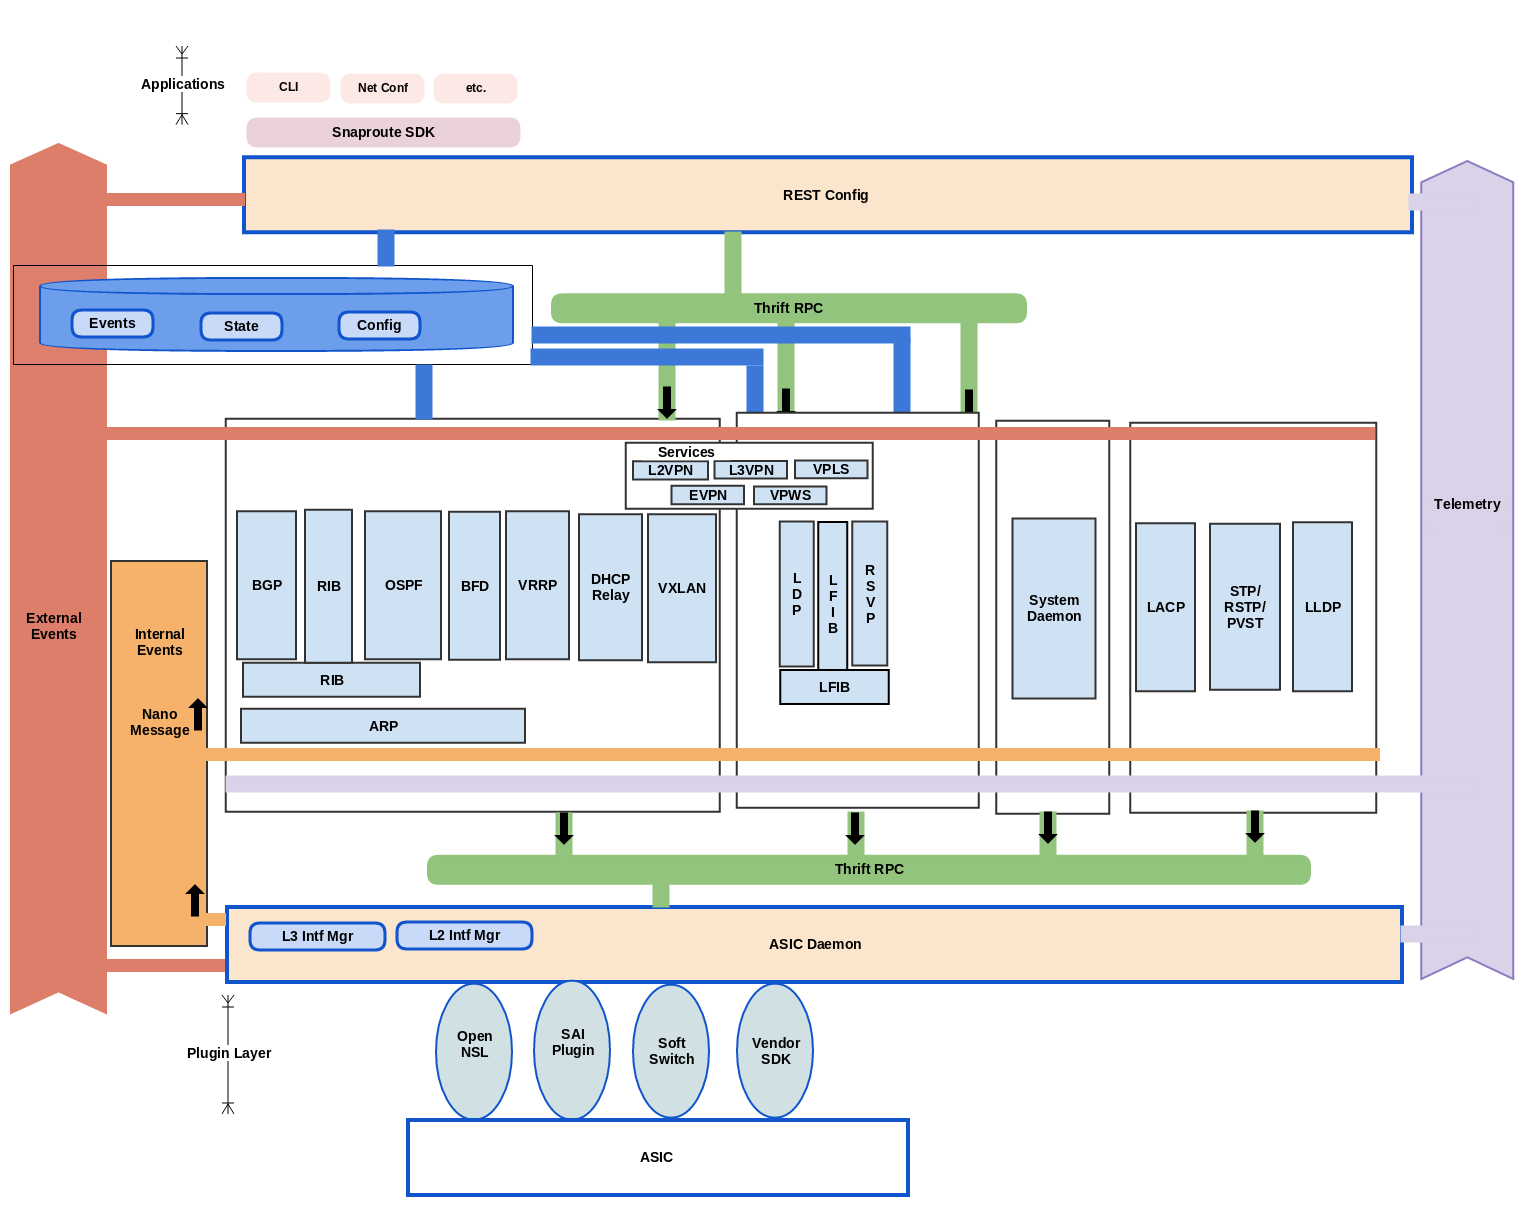 Applications
CLI
Net Conf
etc.
Snaproute SDK
REST Config
Events
State
Config
Thrift RPC
Services
L2VPN
L3VPN
VPLS
EVPN
VPWS
Telemetry
External
Events
Internal
Events
Nano
Message
BGP
RIB
OSPF
BFD
VRRP
DHCP
Relay
VXLAN
L
D
P
L
F
I
B
R
S
V
P
System
Daemon
LACP
STP/
RSTP/
PVST
LLDP
RIB
LFIB
ARP
Thrift RPC
L3 Intf Mgr
L2 Intf Mgr
ASIC Daemon
Plugin Layer
Open
NSL
SAI
Plugin
Soft
Switch
Vendor
SDK
ASIC